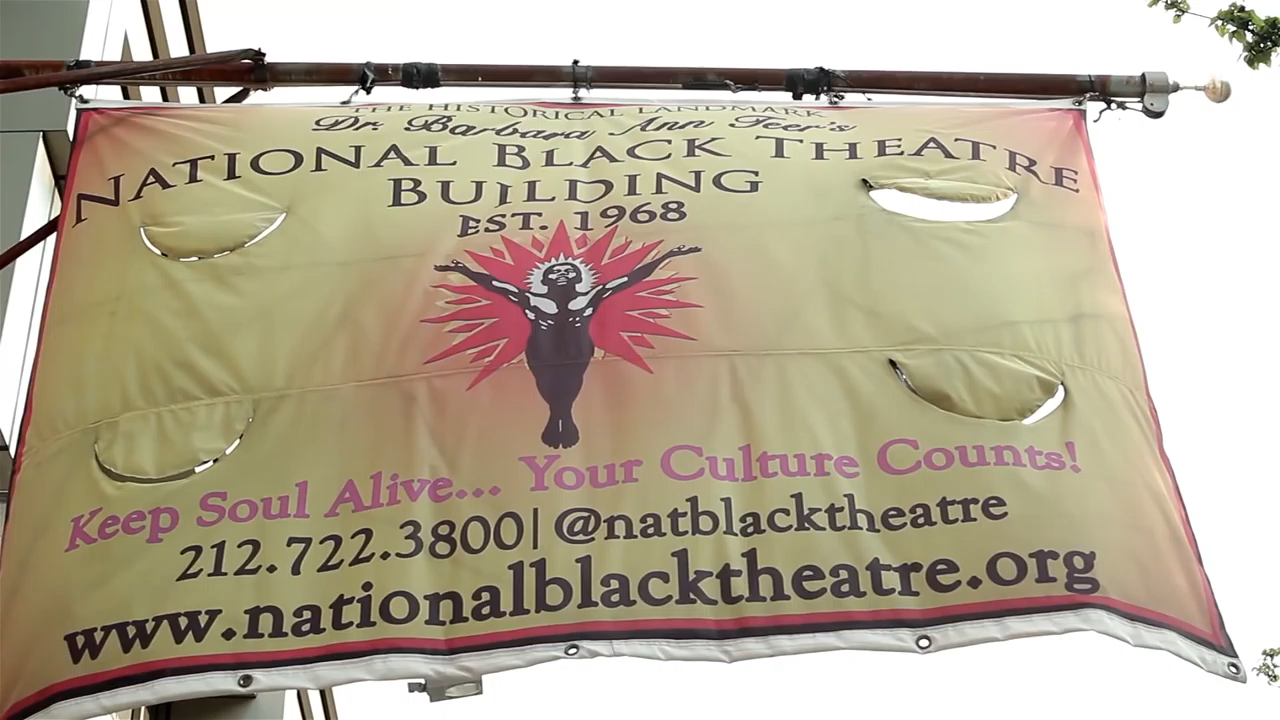 THE HISTORICAL LANDMARK
Dr. Barbara Ann Teer's
NATIONAL BLACK THEATRE
BUILDING
EST. 1968
Keep Soul Alive... Your Culture Counts!
212.722.3800| @natblacktheatre
www.nationalblacktheatre.org